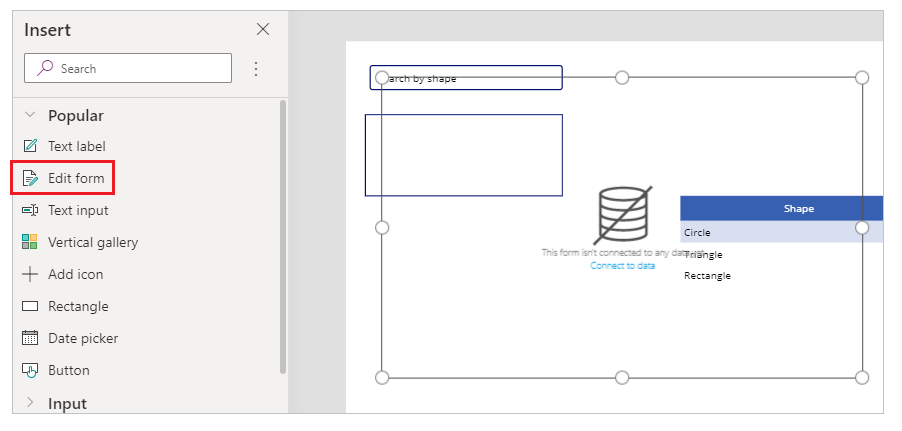 Insert
Search
Popular
Text label
Edit form
Text input
Vertical gallery
Add icon
Rectangle
Date picker
Button
Input
arch by shape
This form isn't connected to any data
Connect to data
Shape
Circle
Triangle
Rectangle